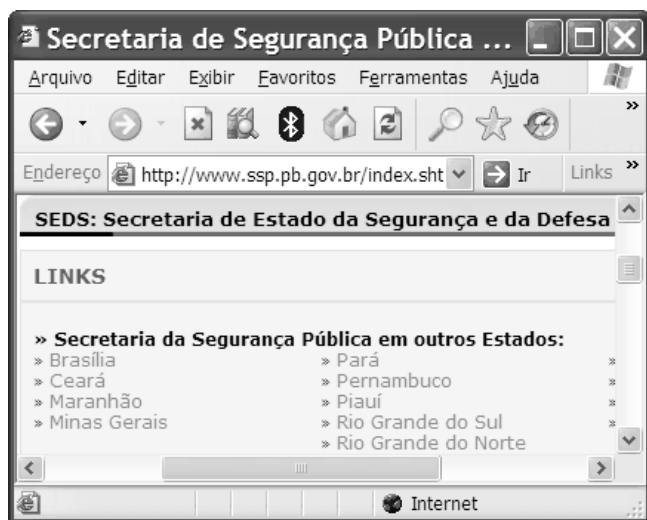 Secretaria de Segurança Pública ...
Arquivo Editar Exibir Favoritos Ferramentas Ajuda
»
Endereço http://www.ssp.pb.gov.br/index.sht Ir Links »
SEDS: Secretaria de Estado da Segurança e da Defesa
LINKS
» Secretaria da Segurança Pública em outros Estados:
» Brasília » Pará »
» Ceará » Pernambuco »
» Maranhão » Piauí »
» Minas Gerais » Rio Grande do Sul »
» Rio Grande do Norte
Internet